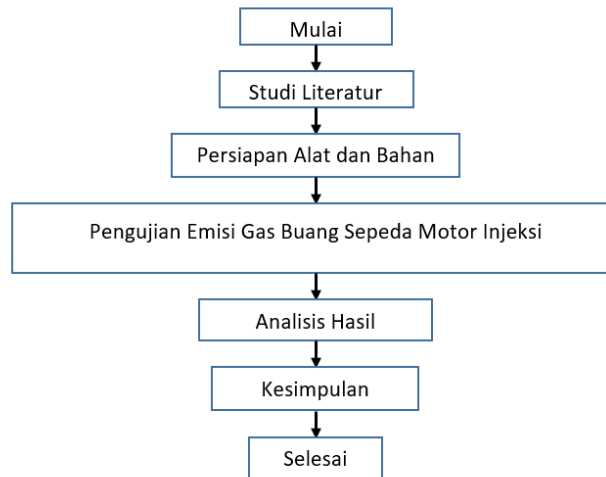 Mulai
Studi Literatur
Persiapan Alat dan Bahan
Pengujian Emisi Gas Buang Sepeda Motor Injeksi
Analisis Hasil
Kesimpulan
Selesai